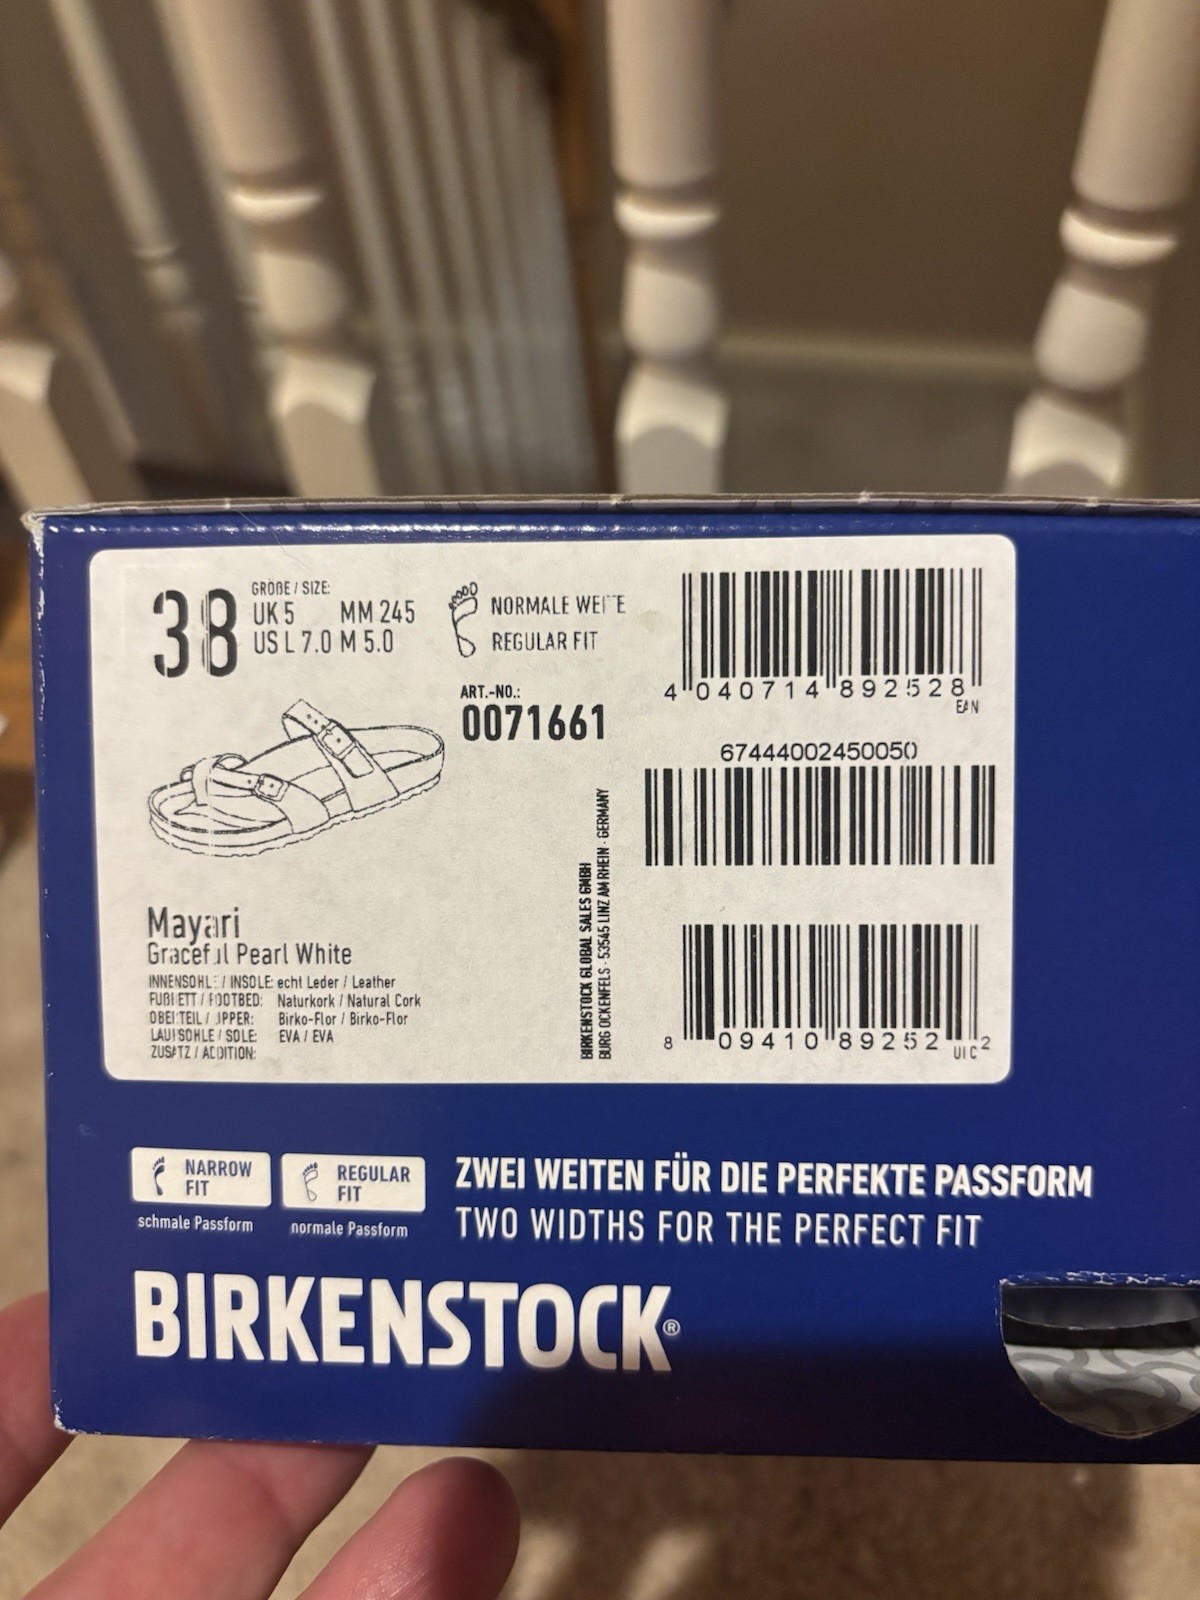 38
GRÖẞE / SIZE:
UK 5 MM 245
US L 7.0 M 5.0
NORMALE WEITE
REGULAR FIT
ART.-NO.:
0071661
4 040714 892528
EAN
67444002450050
8 09410 89252 2
UIC
BIRKENSTOCK GLOBAL SALES GMBH
BURG OCKENFELS · 53545 LINZ AM RHEIN · GERMANY
Mayari
Graceful Pearl White
INNENSOHLE / INSOLE: echt Leder / Leather
FUẞBETT / FOOTBED: Naturkork / Natural Cork
OBERTEIL / UPPER: Birko-Flor / Birko-Flor
LAUFSOHLE / SOLE: EVA / EVA
ZUSATZ / ADDITION:
NARROW
FIT
schmale Passform
REGULAR
FIT
normale Passform
ZWEI WEITEN FÜR DIE PERFEKTE PASSFORM
TWO WIDTHS FOR THE PERFECT FIT
BIRKENSTOCK®